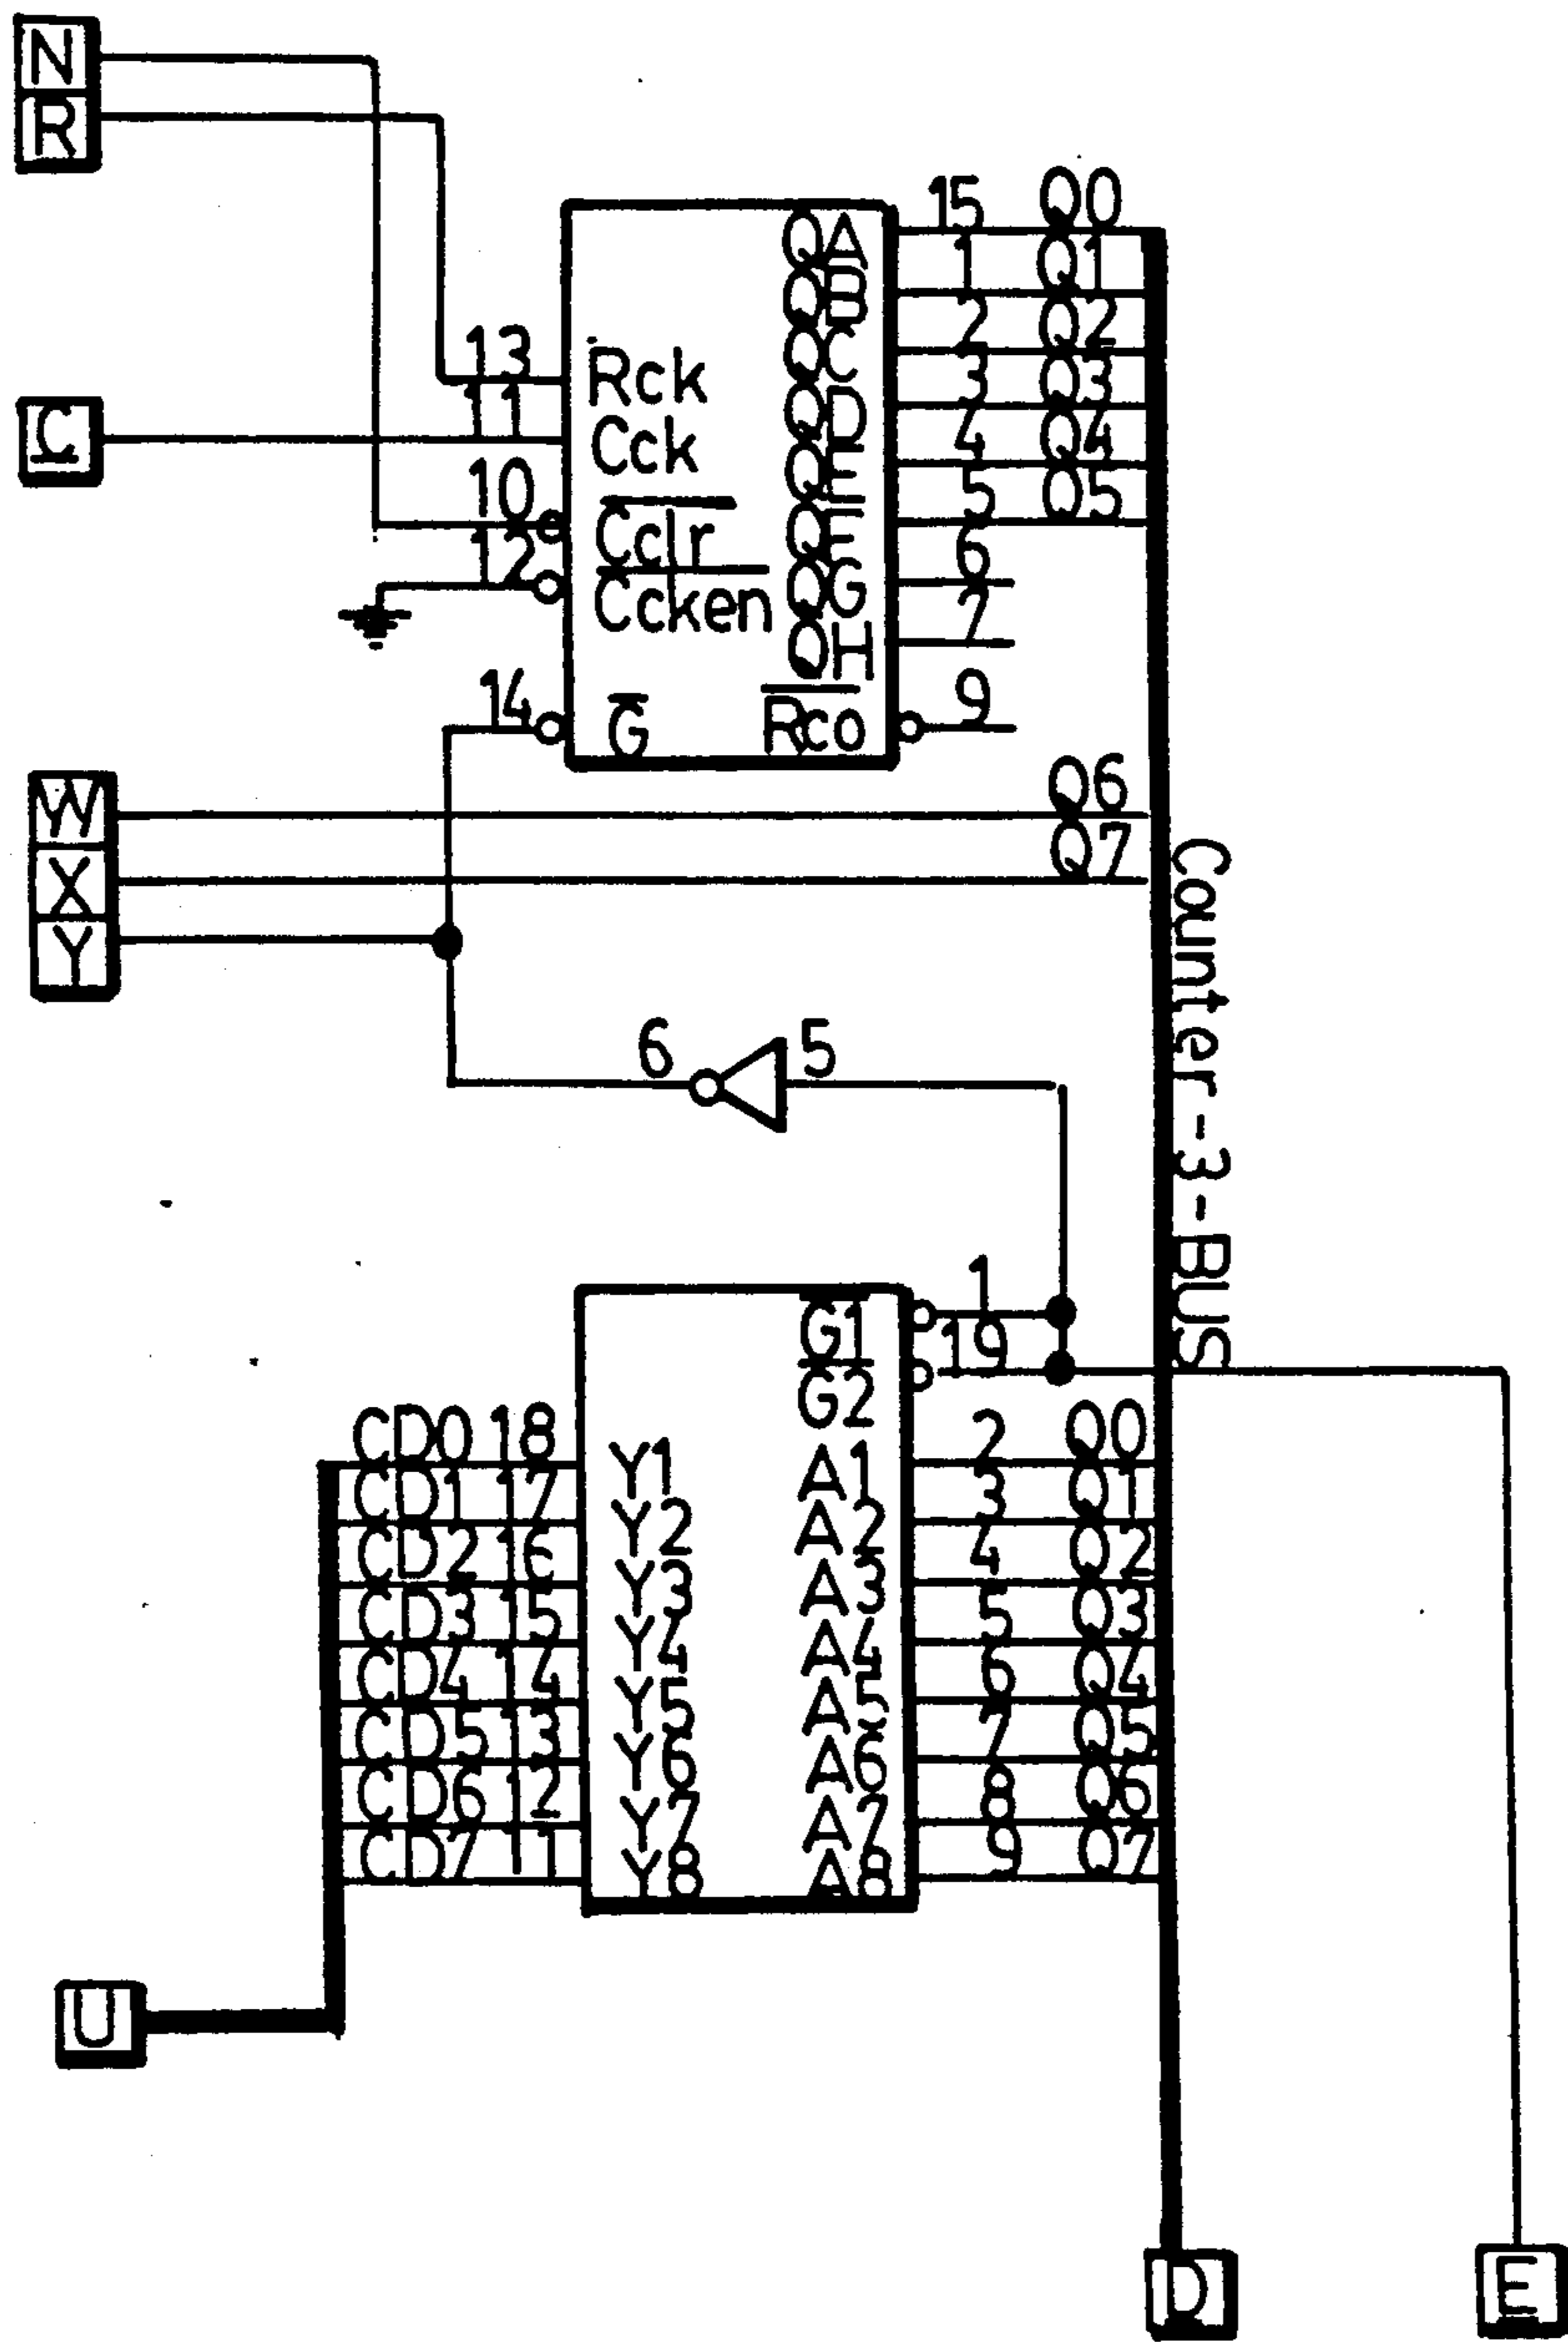 N
R
15 Q0
QA
1 Q1
QB
2 Q2
QC
13
Rck
3 Q3
QD
11
C
Cck
4 Q4
QE
10
5 Q5
Cclr
QF
12
6
Ccken
QG
7
QH
14
G
Rco
9
W
Q6
X
Q7
Y
Counter-3-BUS
6
5
G1
1
G2
19
CD0 18 Y1 A1 2 Q0
CD1 17 Y2 A2 3 Q1
CD2 16 Y3 A3 4 Q2
CD3 15 Y4 A4 5 Q3
CD4 14 Y5 A5 6 Q4
CD5 13 Y6 A6 7 Q5
CD6 12 Y7 A7 8 Q6
CD7 11 Y8 A8 9 Q7
U
D
E